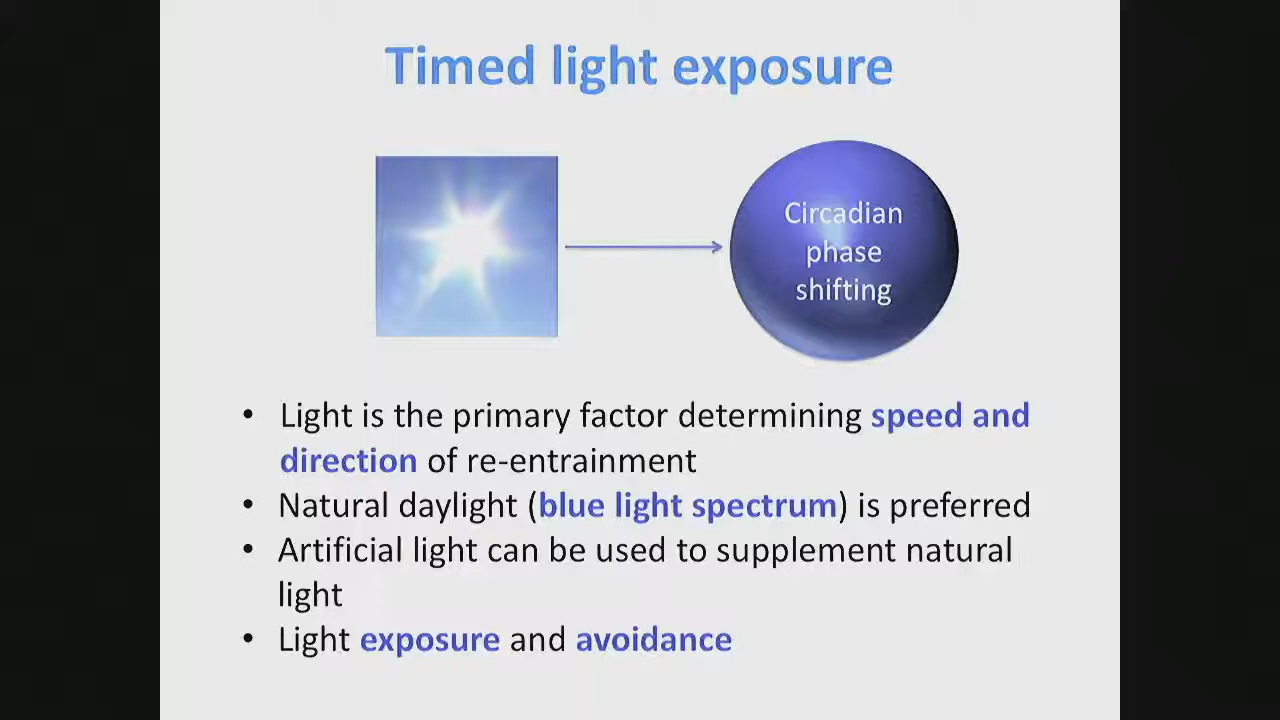 Timed light exposure
Circadian
phase
shifting
• Light is the primary factor determining speed and
direction of re-entrainment
• Natural daylight (blue light spectrum) is preferred
• Artificial light can be used to supplement natural
light
• Light exposure and avoidance